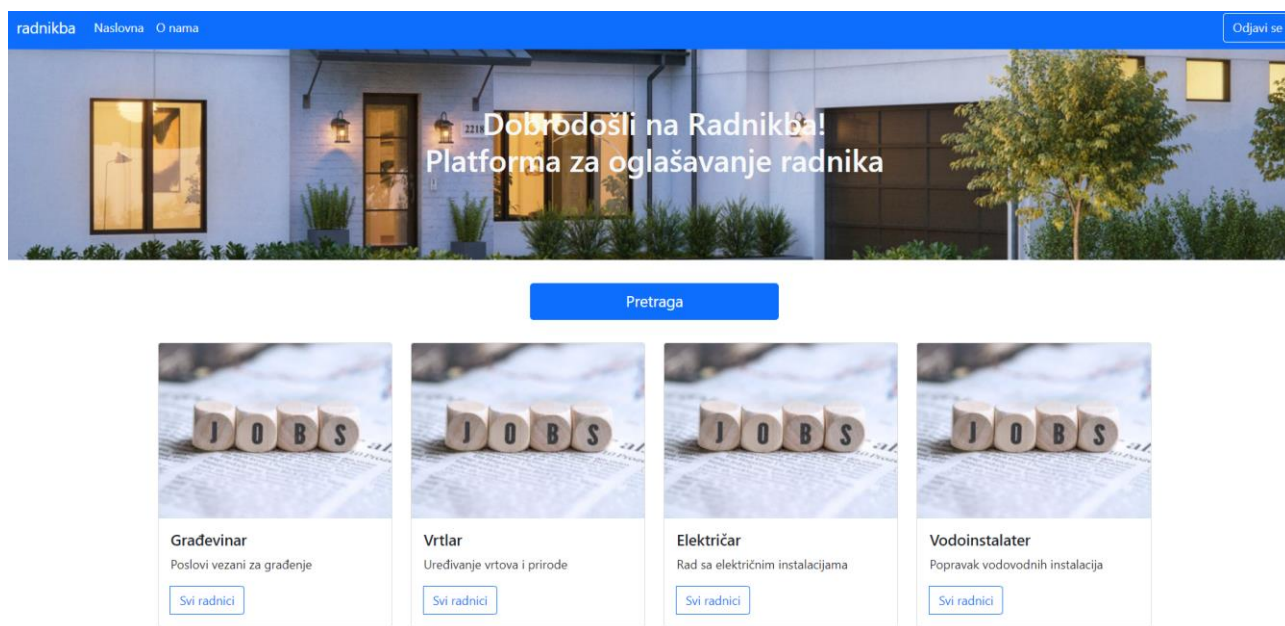 radnikba Naslovna O nama Odjavi se
2218
Dobrodošli na Radnikba!
Platforma za oglašavanje radnika
Pretraga
JOBS JOBS JOBS JOBS
Građevinar Vrtlar Električar Vodoinstalater
Poslovi vezani za građenje Uređivanje vrtova i prirode Rad sa električnim instalacijama Popravak vodovodnih instalacija
Svi radnici Svi radnici Svi radnici Svi radnici